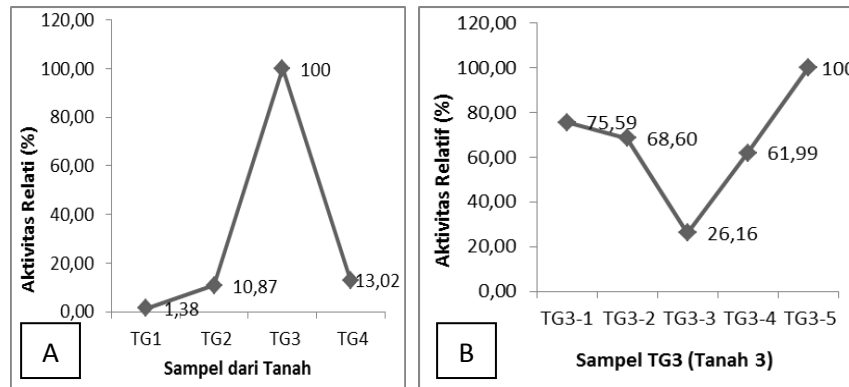 Aktivitas Relati (%)
120,00
100,00
80,00
60,00
40,00
20,00
0,00
100
10,87
13,02
1,38
TG1 TG2 TG3 TG4
Sampel dari Tanah
A
Aktivitas Relatif (%)
120,00
100,00
80,00
60,00
40,00
20,00
0,00
100
75,59
68,60
61,99
26,16
TG3-1 TG3-2 TG3-3 TG3-4 TG3-5
Sampel TG3 (Tanah 3)
B